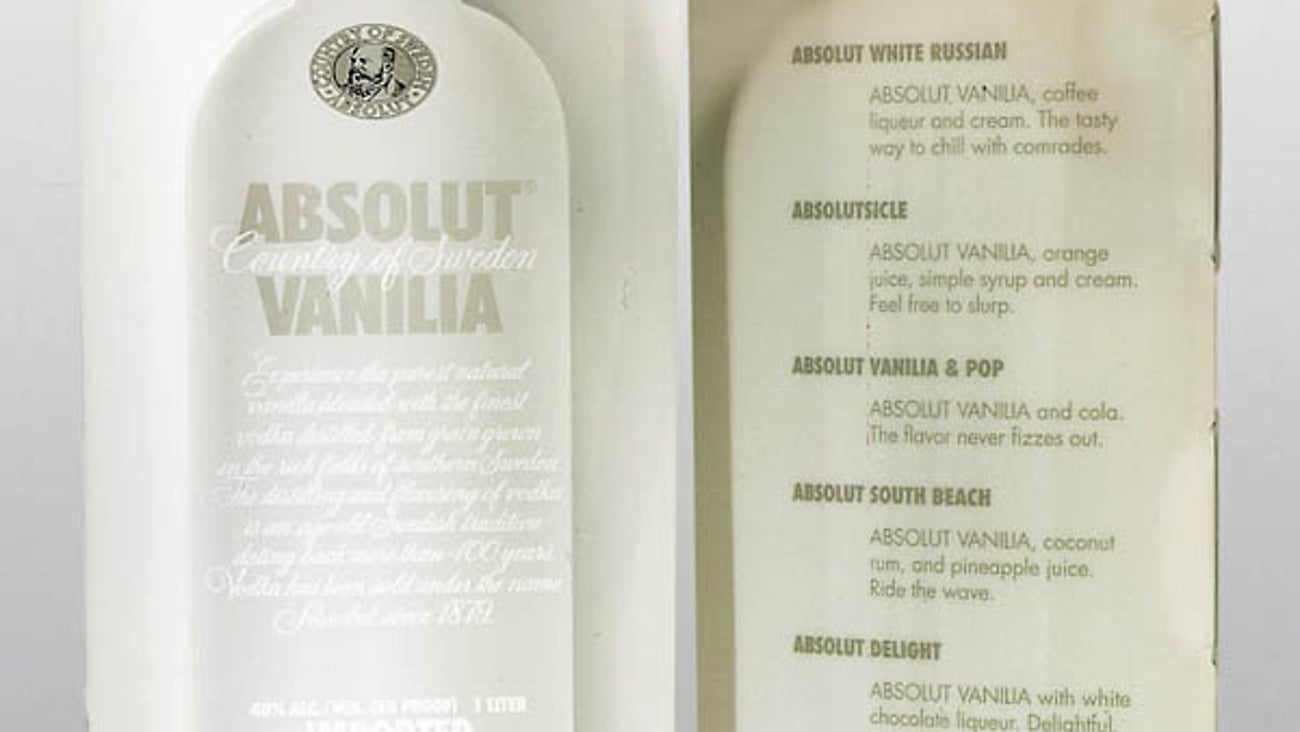 COUNTRY OF SWEDEN
ABSOLUT
ABSOLUT®
Country of Sweden
VANILIA
Experience the purest natural
vanilla blended with the finest
vodka distilled from grain grown
in the rich fields of southern Sweden.
The distilling and flavoring of vodka
is an age-old Swedish tradition
dating back more than 400 years.
Vodka has been sold under the name
Absolut since 1879.
40% ALC./VOL. (80 PROOF) 1 LITER
IMPORTED
ABSOLUT WHITE RUSSIAN
ABSOLUT VANILIA, coffee
liqueur and cream. The tasty
way to chill with comrades.
ABSOLUTSICLE
ABSOLUT VANILIA, orange
juice, simple syrup and cream.
Feel free to slurp.
ABSOLUT VANILIA & POP
ABSOLUT VANILIA and cola.
The flavor never fizzes out.
ABSOLUT SOUTH BEACH
ABSOLUT VANILIA, coconut
rum, and pineapple juice.
Ride the wave.
ABSOLUT DELIGHT
ABSOLUT VANILIA with white
chocolate liqueur. Delightful.